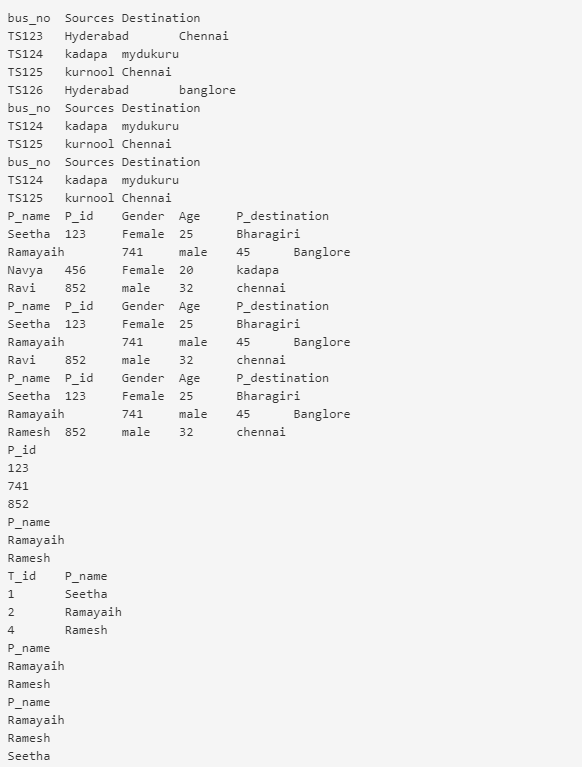 bus_no Sources Destination
TS123 Hyderabad Chennai
TS124 kadapa mydukuru
TS125 kurnool Chennai
TS126 Hyderabad banglore
bus_no Sources Destination
TS124 kadapa mydukuru
TS125 kurnool Chennai
bus_no Sources Destination
TS124 kadapa mydukuru
TS125 kurnool Chennai
P_name P_id Gender Age P_destination
Seetha 123 Female 25 Bharagiri
Ramayaih 741 male 45 Banglore
Navya 456 Female 20 kadapa
Ravi 852 male 32 chennai
P_name P_id Gender Age P_destination
Seetha 123 Female 25 Bharagiri
Ramayaih 741 male 45 Banglore
Ravi 852 male 32 chennai
P_name P_id Gender Age P_destination
Seetha 123 Female 25 Bharagiri
Ramayaih 741 male 45 Banglore
Ramesh 852 male 32 chennai
P_id
123
741
852
P_name
Ramayaih
Ramesh
T_id P_name
1 Seetha
2 Ramayaih
4 Ramesh
P_name
Ramayaih
Ramesh
P_name
Ramayaih
Ramesh
Seetha